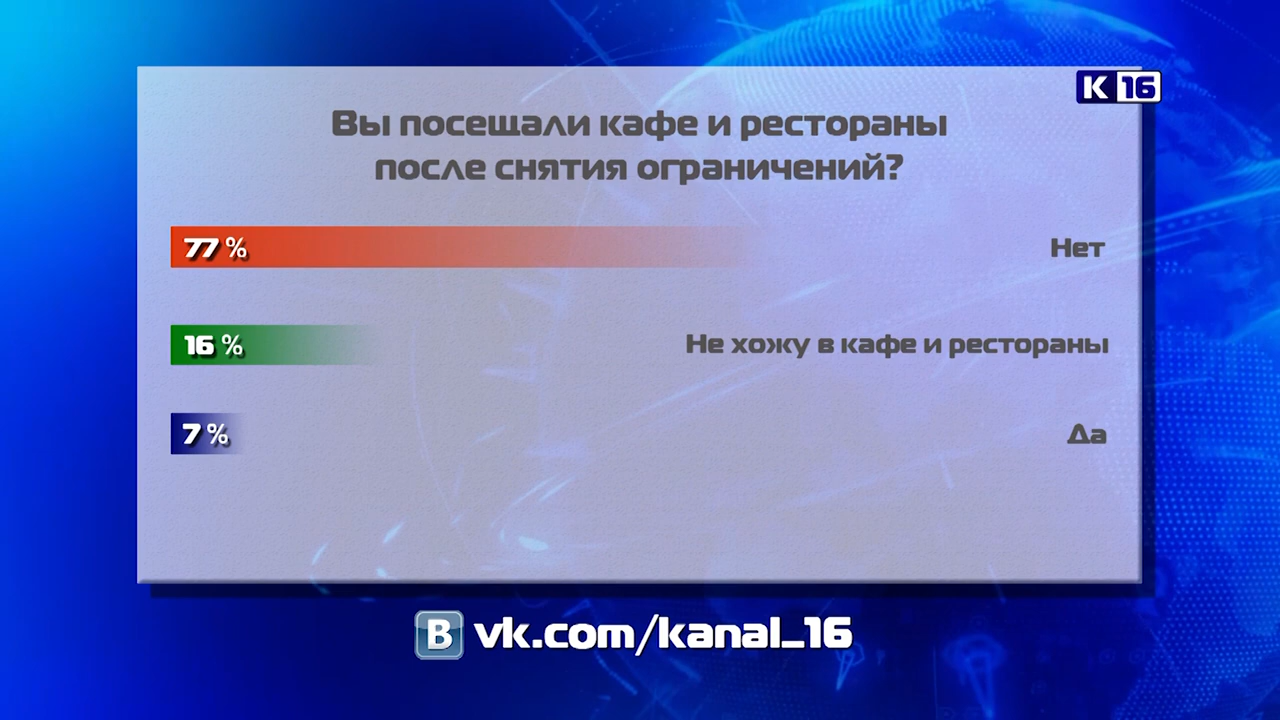 К 16
Вы посещали кафе и рестораны
после снятия ограничений?
77 % Нет
16 % Не хожу в кафе и рестораны
7 % Да
В vk.com/kanal_16